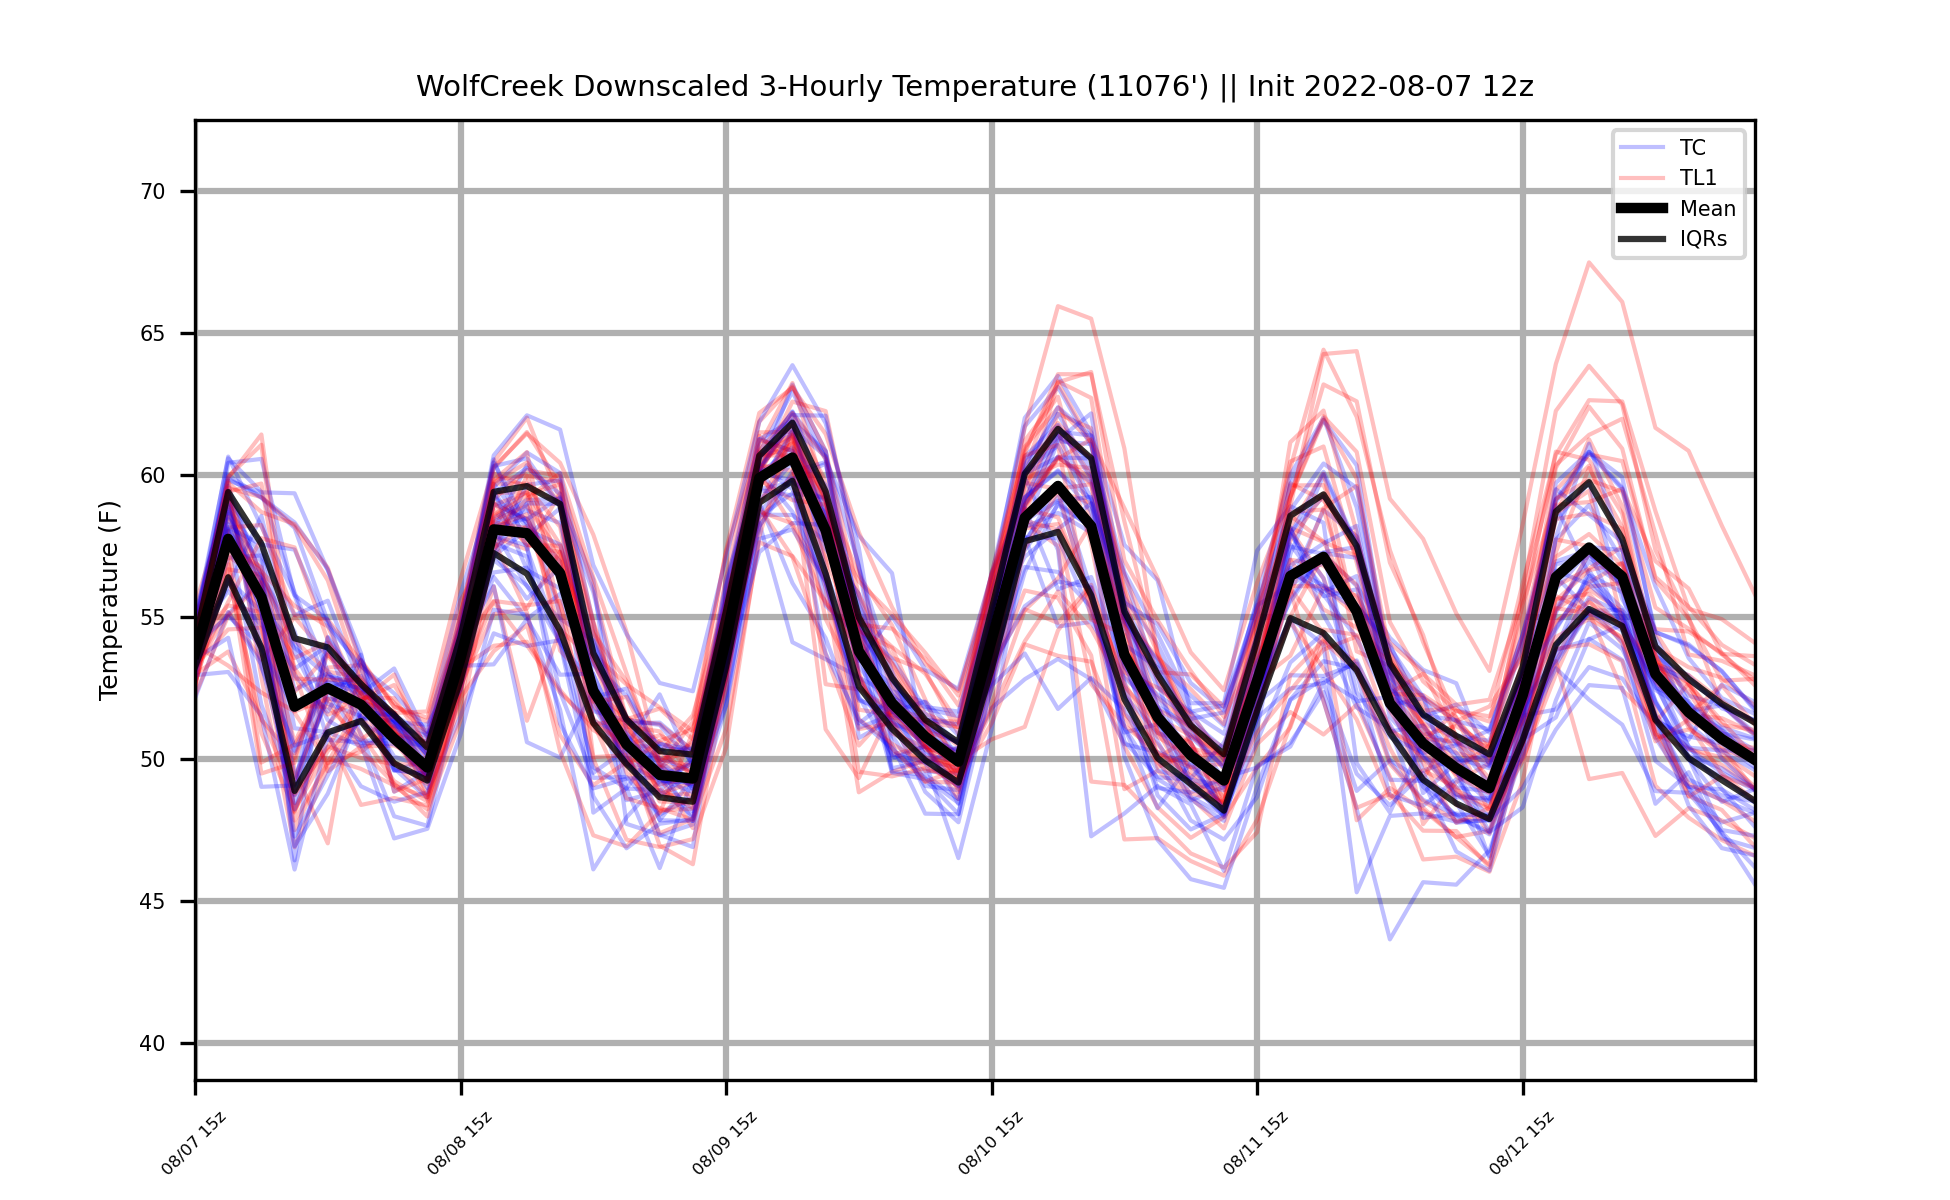 WolfCreek Downscaled 3-Hourly Temperature (11076') || Init 2022-08-07 12z
TC
TL1
Mean
IQRs
Temperature (F)
70
65
60
55
50
45
40
08/07 15z
08/08 15z
08/09 15z
08/10 15z
08/11 15z
08/12 15z